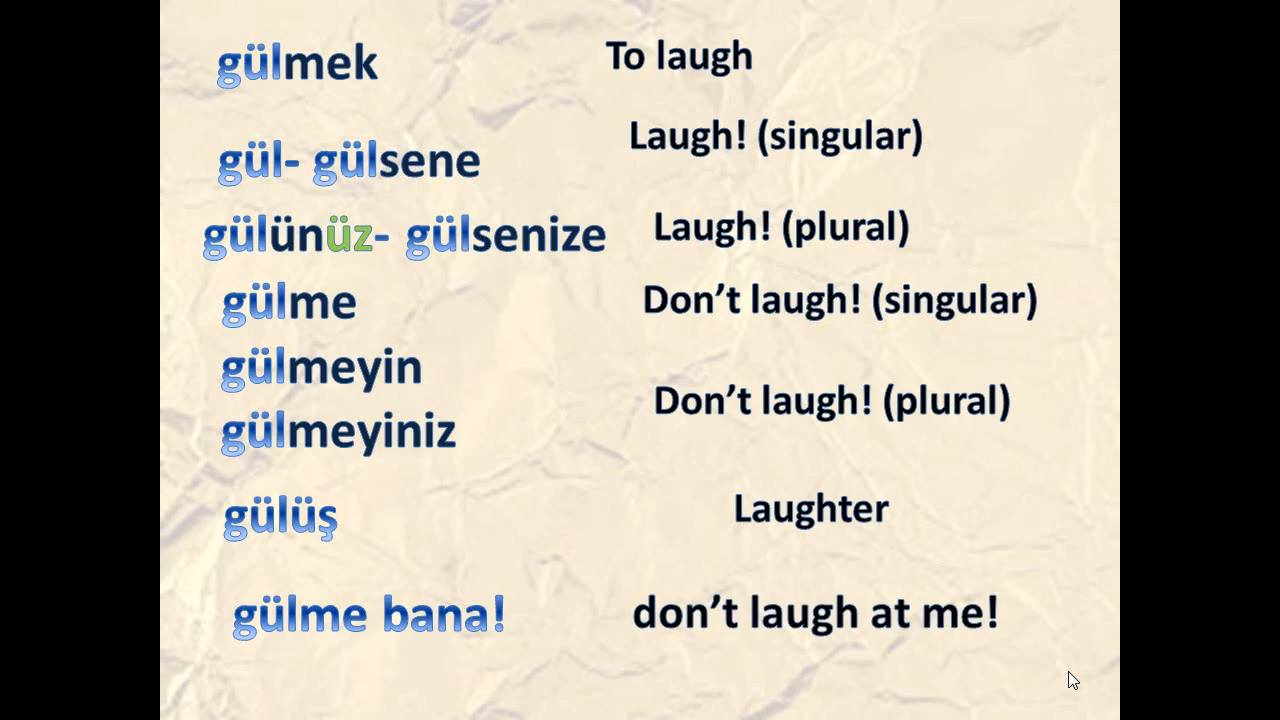 gülmek To laugh
gül- gülsene Laugh! (singular)
gülünüz- gülsenize Laugh! (plural)
gülme Don’t laugh! (singular)
gülmeyin
gülmeyiniz Don’t laugh! (plural)
gülüş Laughter
gülme bana! don’t laugh at me!